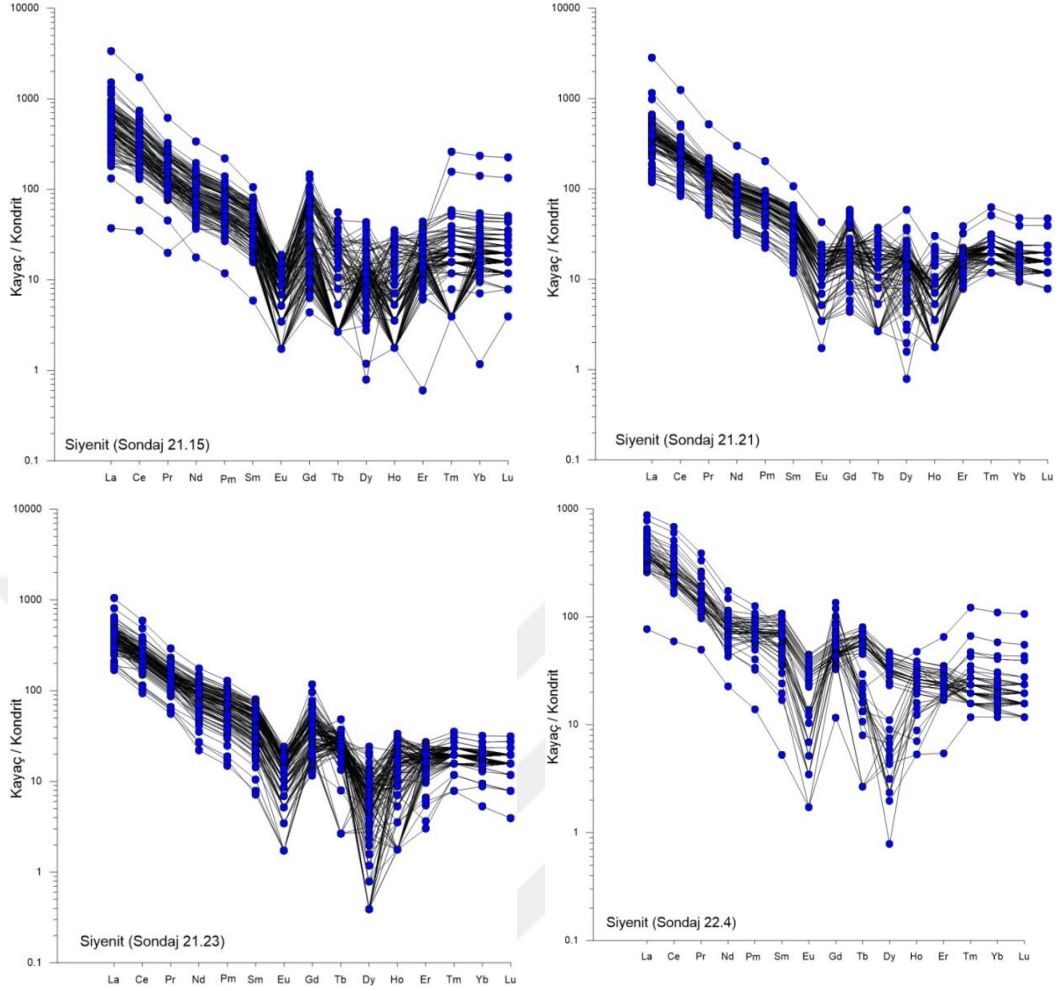 10000
1000
100
10
1
0.1
Kayaç / Kondrit
Siyenit (Sondaj 21.15)
La Ce Pr Nd Pm Sm Eu Gd Tb Dy Ho Er Tm Yb Lu
10000
1000
100
10
1
0.1
Kayaç / Kondrit
Siyenit (Sondaj 21.21)
La Ce Pr Nd Pm Sm Eu Gd Tb Dy Ho Er Tm Yb Lu
10000
1000
100
10
1
0.1
Kayaç / Kondrit
Siyenit (Sondaj 21.23)
La Ce Pr Nd Pm Sm Eu Gd Tb Dy Ho Er Tm Yb Lu
1000
100
10
1
0.1
Kayaç / Kondrit
Siyenit (Sondaj 22.4)
La Ce Pr Nd Pm Sm Eu Gd Tb Dy Ho Er Tm Yb Lu